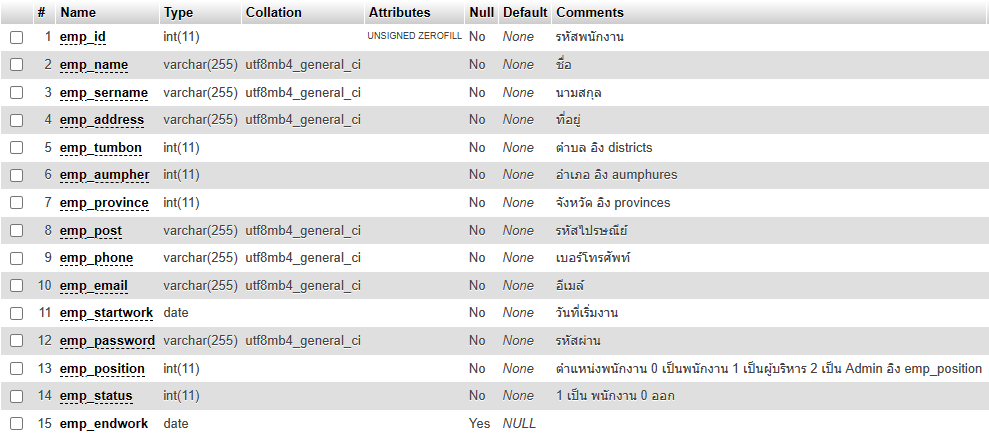 # Name Type Collation Attributes Null Default Comments
1 emp_id int(11) UNSIGNED ZEROFILL No None รหัสพนักงาน
2 emp_name varchar(255) utf8mb4_general_ci No None ชื่อ
3 emp_sername varchar(255) utf8mb4_general_ci No None นามสกุล
4 emp_address varchar(255) utf8mb4_general_ci No None ที่อยู่
5 emp_tumbon int(11) No None ตำบล อิง districts
6 emp_aumpher int(11) No None อำเภอ อิง aumphures
7 emp_province int(11) No None จังหวัด อิง provinces
8 emp_post varchar(255) utf8mb4_general_ci No None รหัสไปรษณีย์
9 emp_phone varchar(255) utf8mb4_general_ci No None เบอร์โทรศัพท์
10 emp_email varchar(255) utf8mb4_general_ci No None อีเมล์
11 emp_startwork date No None วันที่เริ่มงาน
12 emp_password varchar(255) utf8mb4_general_ci No None รหัสผ่าน
13 emp_position int(11) No None ตำแหน่งพนักงาน 0 เป็นพนักงาน 1 เป็นผู้บริหาร 2 เป็น Admin อิง emp_position
14 emp_status int(11) No None 1 เป็น พนักงาน 0 ออก
15 emp_endwork date Yes NULL